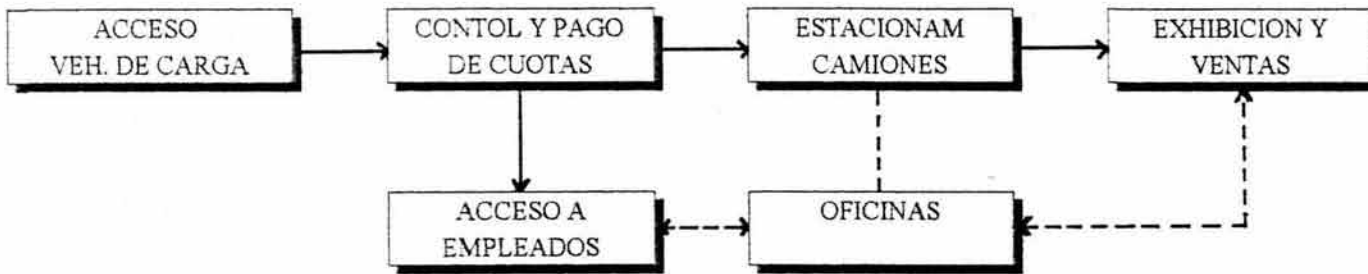 ACCESO
VEH. DE CARGA
CONTOL Y PAGO
DE CUOTAS
ESTACIONAM
CAMIONES
EXHIBICION Y
VENTAS
ACCESO A
EMPLEADOS
OFICINAS